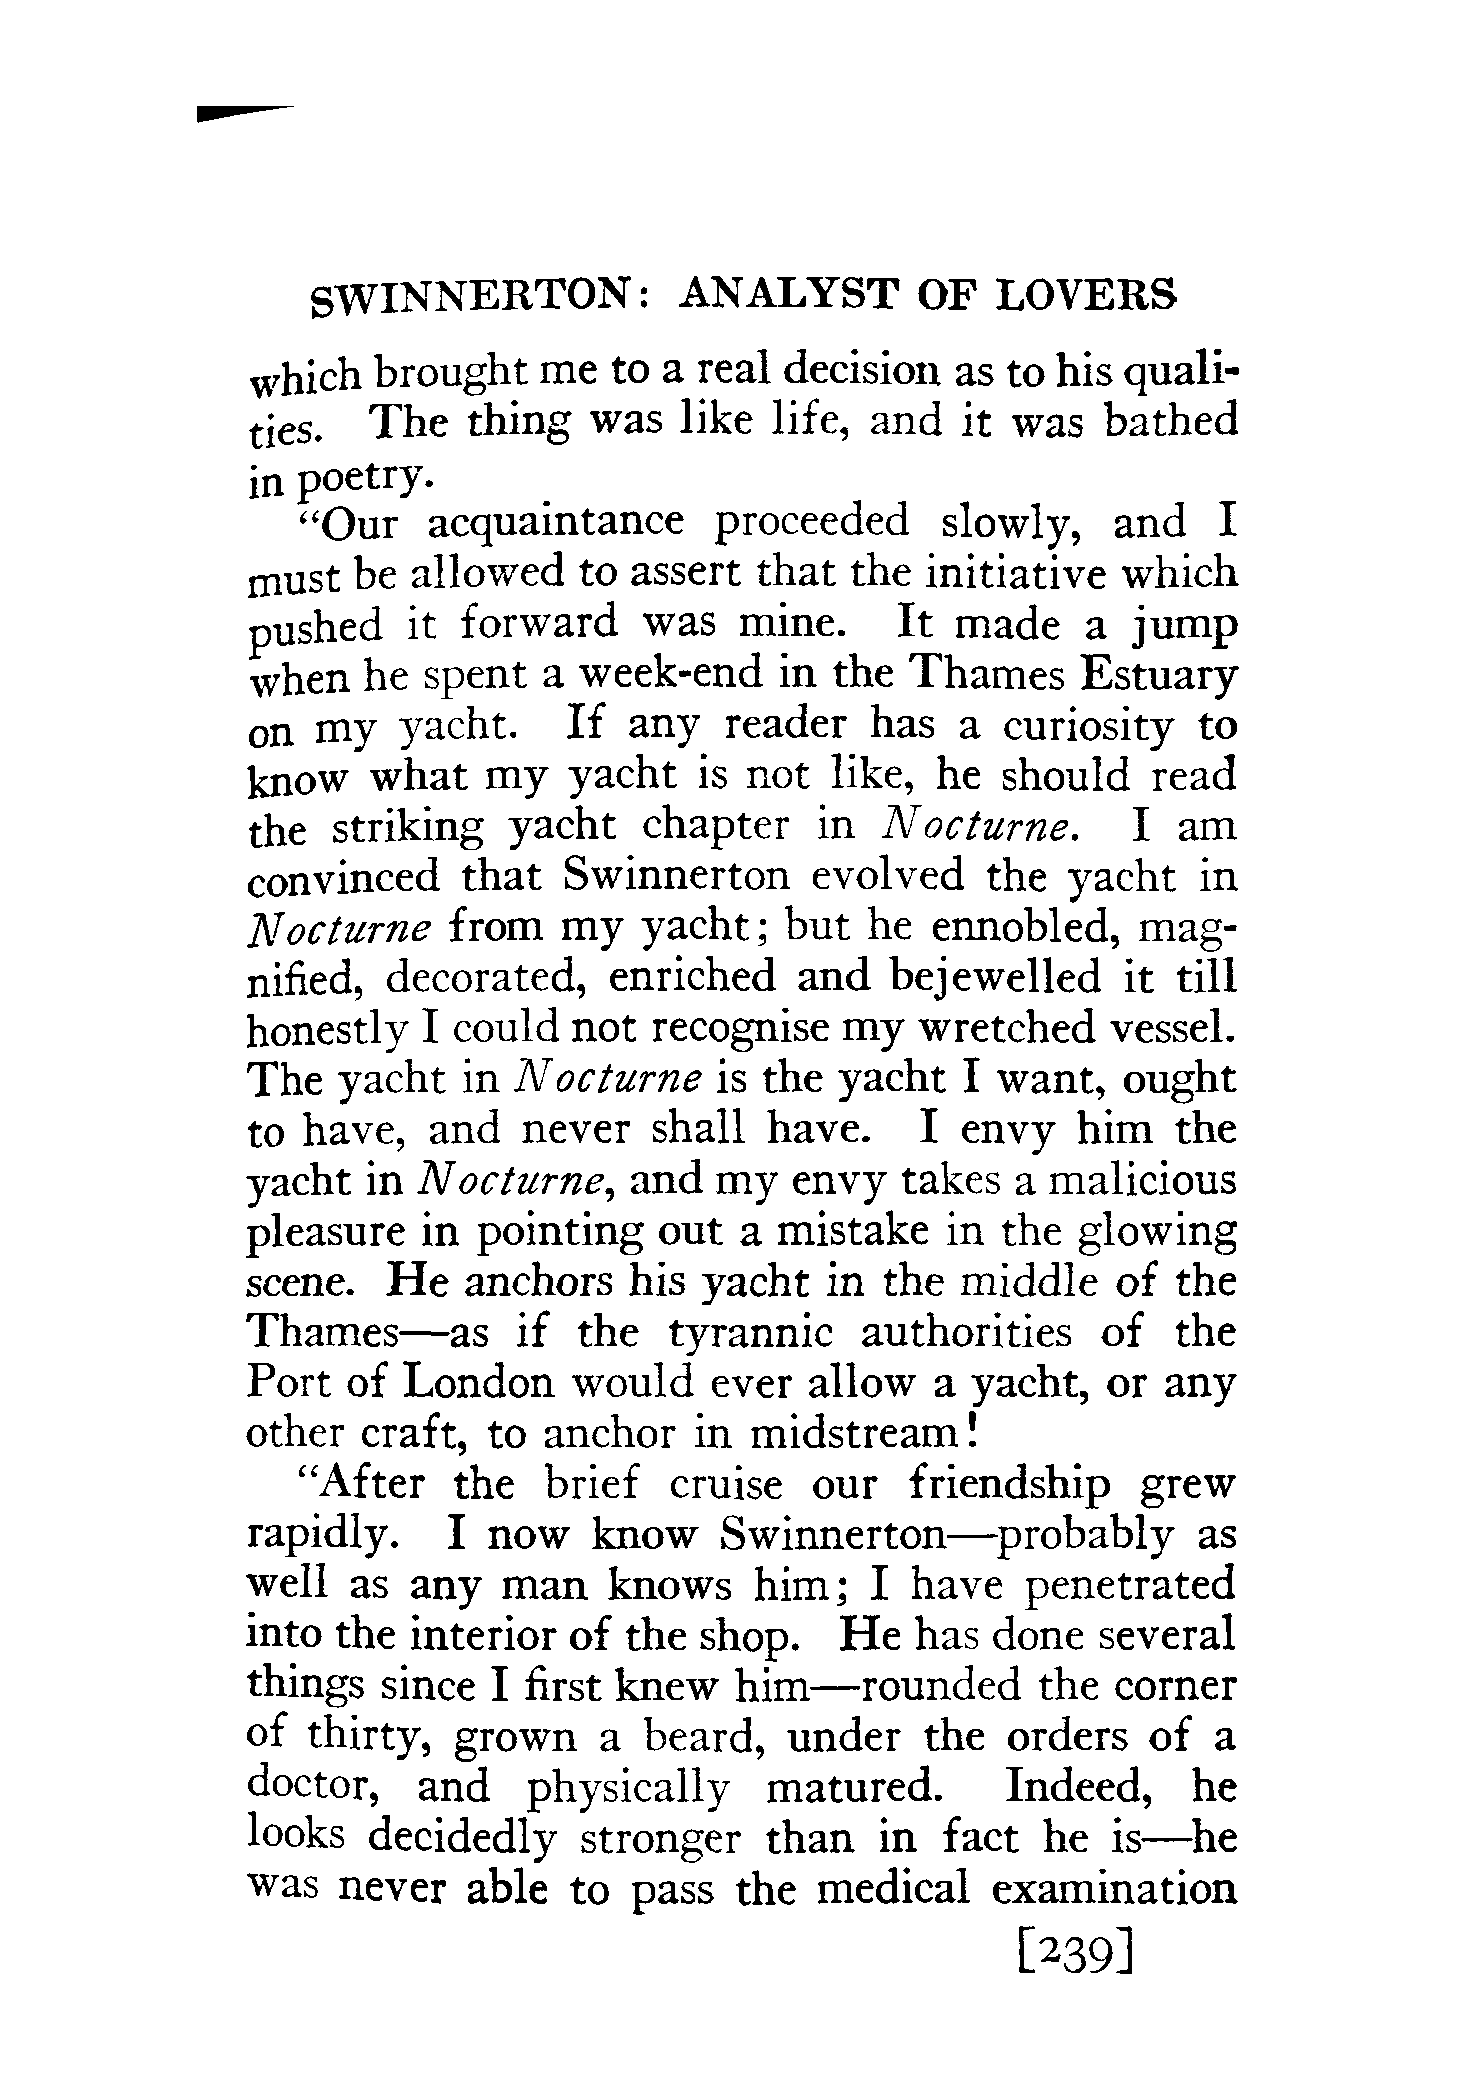 SWINNERTON: ANALYST OF LOVERS
which brought me to a real decision as to his quali-
ties. The thing was like life, and it was bathed
in poetry.
“Our acquaintance proceeded slowly, and I
must be allowed to assert that the initiative which
pushed it forward was mine. It made a jump
when he spent a week-end in the Thames Estuary
on my yacht. If any reader has a curiosity to
know what my yacht is not like, he should read
the striking yacht chapter in Nocturne. I am
convinced that Swinnerton evolved the yacht in
Nocturne from my yacht; but he ennobled, mag-
nified, decorated, enriched and bejewelled it till
honestly I could not recognise my wretched vessel.
The yacht in Nocturne is the yacht I want, ought
to have, and never shall have. I envy him the
yacht in Nocturne, and my envy takes a malicious
pleasure in pointing out a mistake in the glowing
scene. He anchors his yacht in the middle of the
Thames—as if the tyrannic authorities of the
Port of London would ever allow a yacht, or any
other craft, to anchor in midstream!
“After the brief cruise our friendship grew
rapidly. I now know Swinnerton—probably as
well as any man knows him; I have penetrated
into the interior of the shop. He has done several
things since I first knew him—rounded the corner
of thirty, grown a beard, under the orders of a
doctor, and physically matured. Indeed, he
looks decidedly stronger than in fact he is—he
was never able to pass the medical examination
[239]